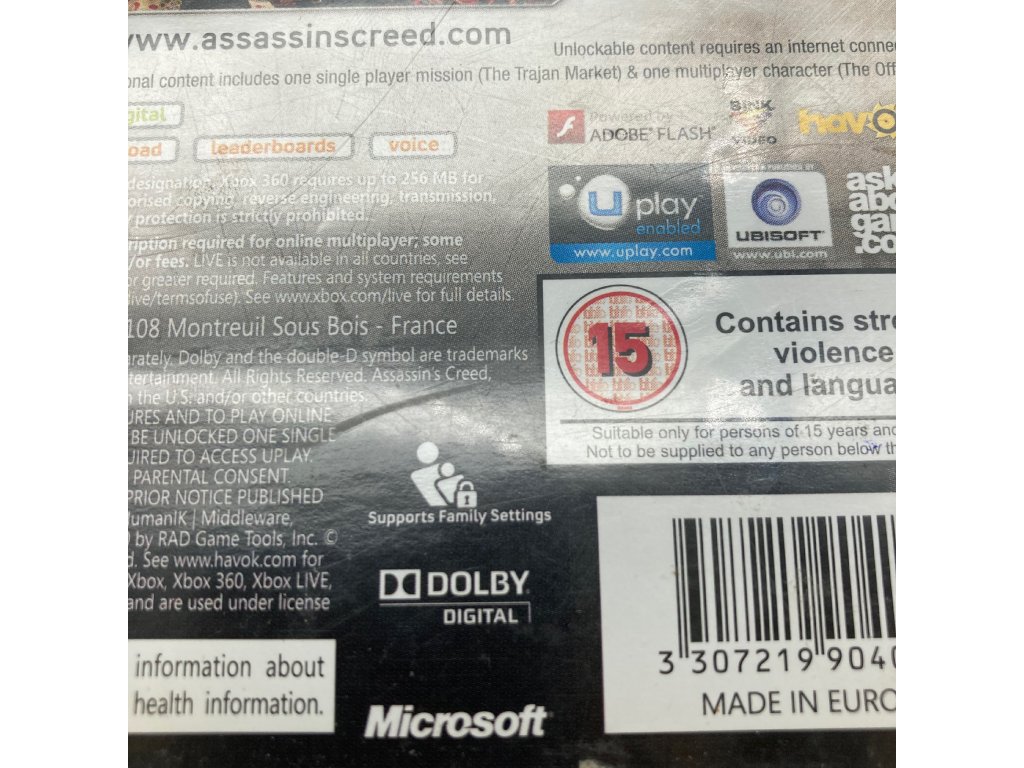 www.assassinscreed.com
Unlockable content requires an internet conne
onal content includes one single player mission (The Trajan Market) & one multiplayer character (The Off
gital
oad
leaderboards
voice
Powered by
ADOBE® FLASH®
BINK
VIDEO
havo
designation. Xbox 360 requires up to 256 MB for
orised copying, reverse engineering, transmission,
protection is strictly prohibited.
U play
enabled
www.uplay.com
UBISOFT™
www.ubi.com
ask
abo
gam
.co
ription required for online multiplayer; some
/or fees. LIVE is not available in all countries, see
or greater required. Features and system requirements
live/termsofuse). See www.xbox.com/live for full details.
108 Montreuil Sous Bois - France
arately. Dolby and the double-D symbol are trademarks
tertainment. All Rights Reserved. Assassin's Creed,
n the U.S. and/or other countries.
URES AND TO PLAY ONLINE
BE UNLOCKED ONE SINGLE
UIRED TO ACCESS UPLAY.
PARENTAL CONSENT.
PRIOR NOTICE PUBLISHED
HumanIK | Middleware,
by RAD Game Tools, Inc. ©
d. See www.havok.com for
Xbox, Xbox 360, Xbox LIVE,
and are used under license
15
Contains stro
violence
and langua
Suitable only for persons of 15 years and
Not to be supplied to any person below th
Supports Family Settings
DOLBY
DIGITAL
information about
health information.
Microsoft
3 307219 9040
MADE IN EURO